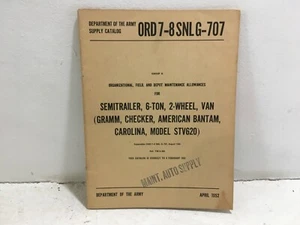 DEPARTMENT OF THE ARMY
SUPPLY CATALOG
ORD 7-8 SNL G-707
ORGANIZATIONAL, FIELD, AND DEPOT MAINTENANCE ALLOWANCES
FOR
SEMITRAILER, 6-TON, 2-WHEEL, VAN
(GRAMM, CHECKER, AMERICAN BANTAM,
CAROLINA, MODEL STV620)
MAINT. AUTO SUPPLY
DEPARTMENT OF THE ARMY
APRIL